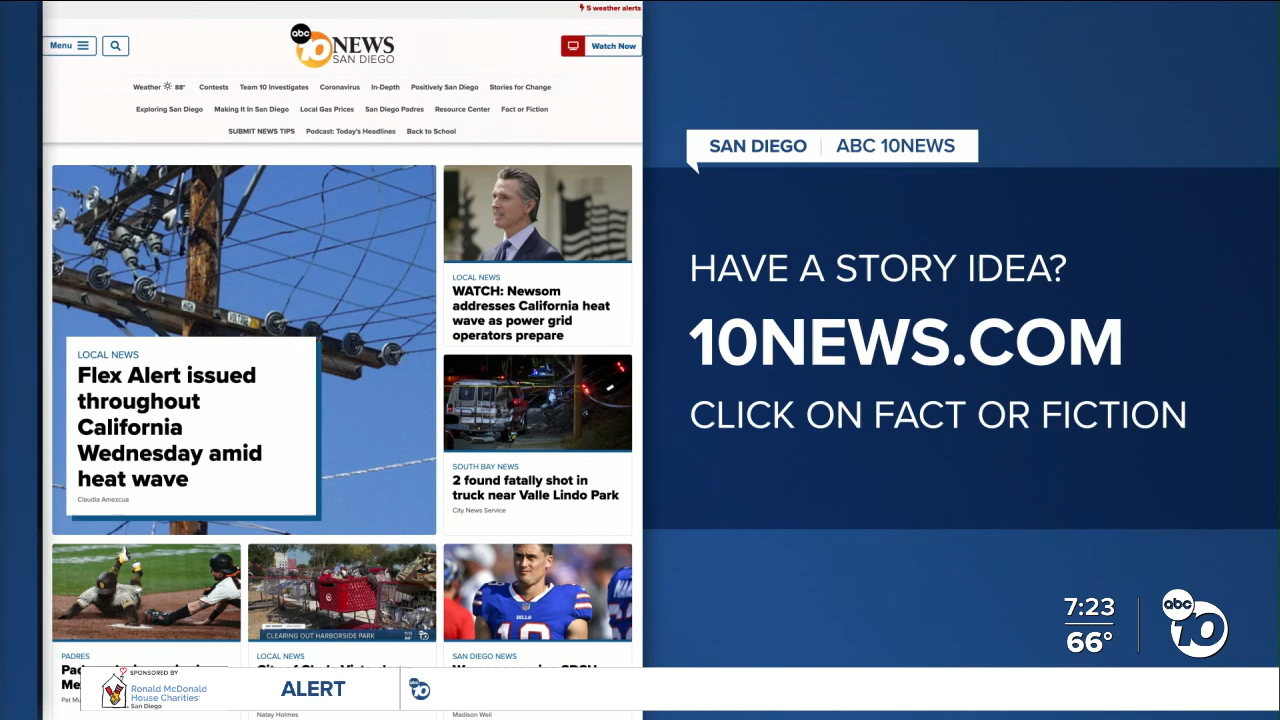 5 weather alerts
Menu
abc 10 NEWS
SAN DIEGO
Watch Now
Weather 88° Contests Team 10 Investigates Coronavirus In-Depth Positively San Diego Stories for Change
Exploring San Diego Making It In San Diego Local Gas Prices San Diego Padres Resource Center Fact or Fiction
SUBMIT NEWS TIPS Podcast: Today's Headlines Back to School
VOLTAGE
LOCAL NEWS
Flex Alert issued
throughout
California
Wednesday amid
heat wave
Claudia Amezcua
LOCAL NEWS
WATCH: Newsom
addresses California heat
wave as power grid
operators prepare
SOUTH BAY NEWS
2 found fatally shot in
truck near Valle Lindo Park
City News Service
CLEARING OUT HARBORSIDE PARK
BILLS
PADRES
LOCAL NEWS
SAN DIEGO NEWS
Natay Holmes
Madison Weil
SAN DIEGO | ABC 10NEWS
HAVE A STORY IDEA?
10NEWS.COM
CLICK ON FACT OR FICTION
7:23
66°
abc 10
SPONSORED BY
Ronald McDonald
House Charities
San Diego
ALERT
abc 10